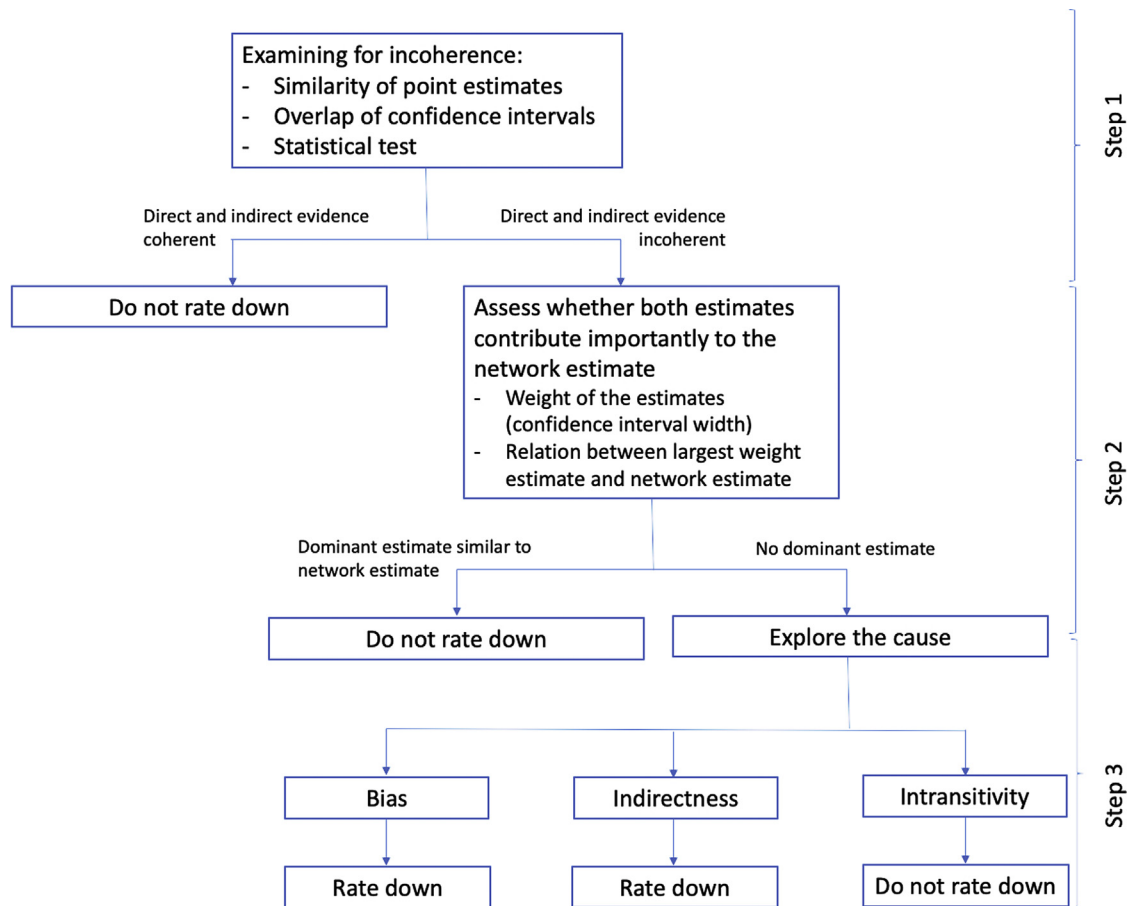 Examining for incoherence:
- Similarity of point estimates
- Overlap of confidence intervals
- Statistical test
Step 1
Direct and indirect evidence
coherent
Direct and indirect evidence
incoherent
Do not rate down
Assess whether both estimates
contribute importantly to the
network estimate
- Weight of the estimates
(confidence interval width)
- Relation between largest weight
estimate and network estimate
Step 2
Dominant estimate similar to
network estimate
No dominant estimate
Do not rate down
Explore the cause
Step 3
Bias
Indirectness
Intransitivity
Rate down
Rate down
Do not rate down